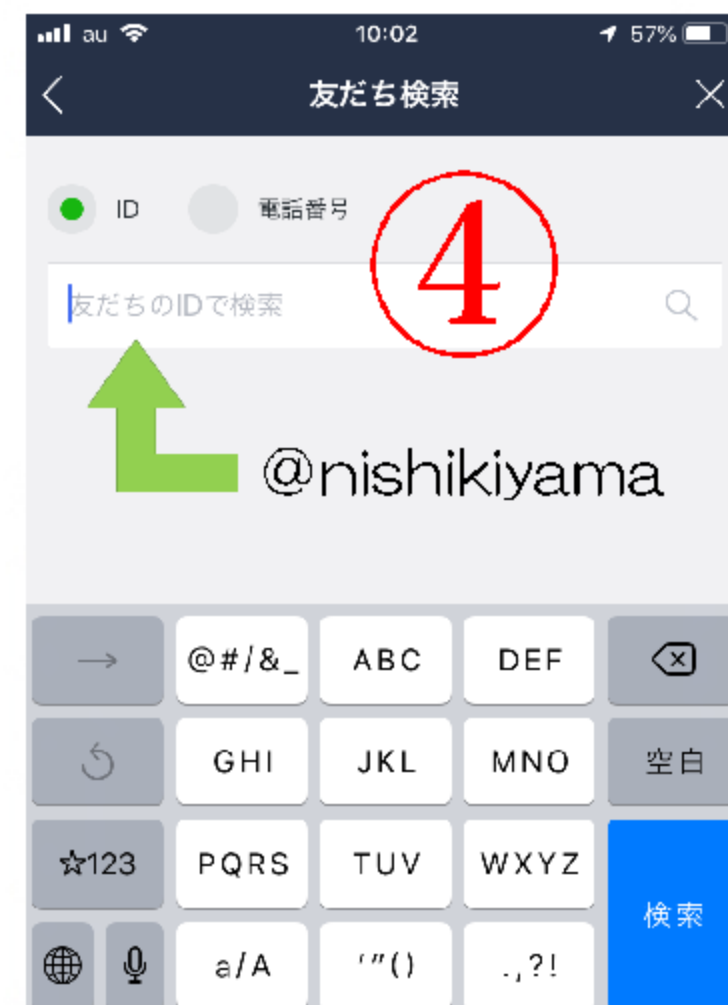 au 10:02 57%
友だち検索
ID 電話番号
④
友だちのIDで検索
@nishikiyama
→ @#/&_ ABC DEF
GHI JKL MNO 空白
☆123 PQRS TUV WXYZ
検索
a/A '"() .,?!